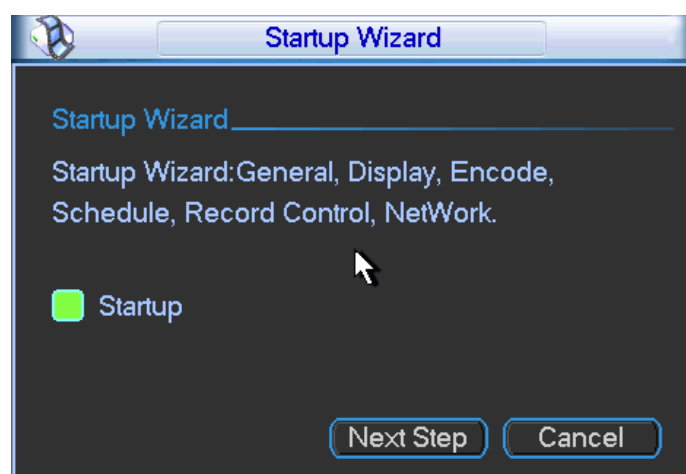 Startup Wizard
Startup Wizard
Startup Wizard:General, Display, Encode,
Schedule, Record Control, NetWork.
Startup
Next Step Cancel